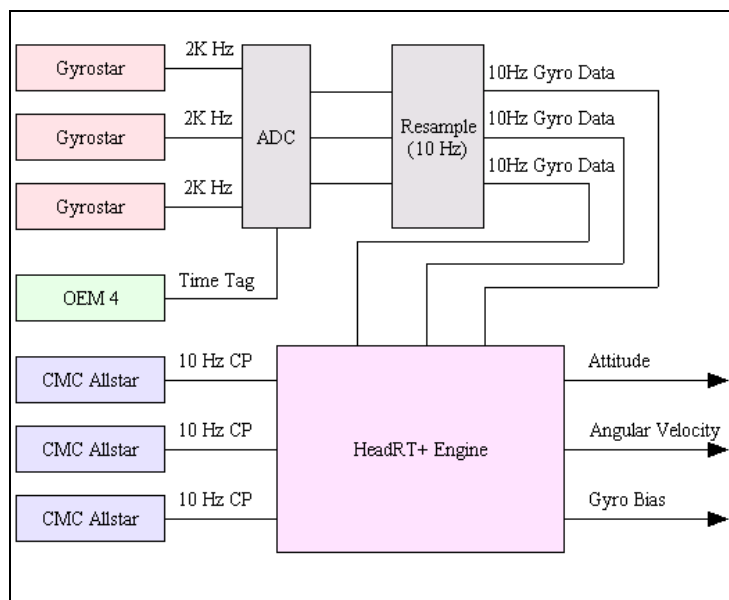 Gyrostar
2K Hz
Gyrostar
2K Hz
Gyrostar
2K Hz
ADC
Resample
(10 Hz)
10Hz Gyro Data
10Hz Gyro Data
10Hz Gyro Data
OEM 4
Time Tag
CMC Allstar
10 Hz CP
CMC Allstar
10 Hz CP
CMC Allstar
10 Hz CP
HeadRT+ Engine
Attitude
Angular Velocity
Gyro Bias